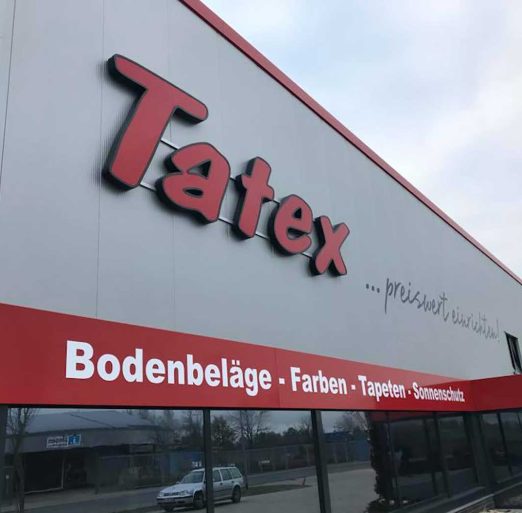 Tatex
...preiswert einrichten!
Bodenbeläge - Farben - Tapeten - Sonnenschutz